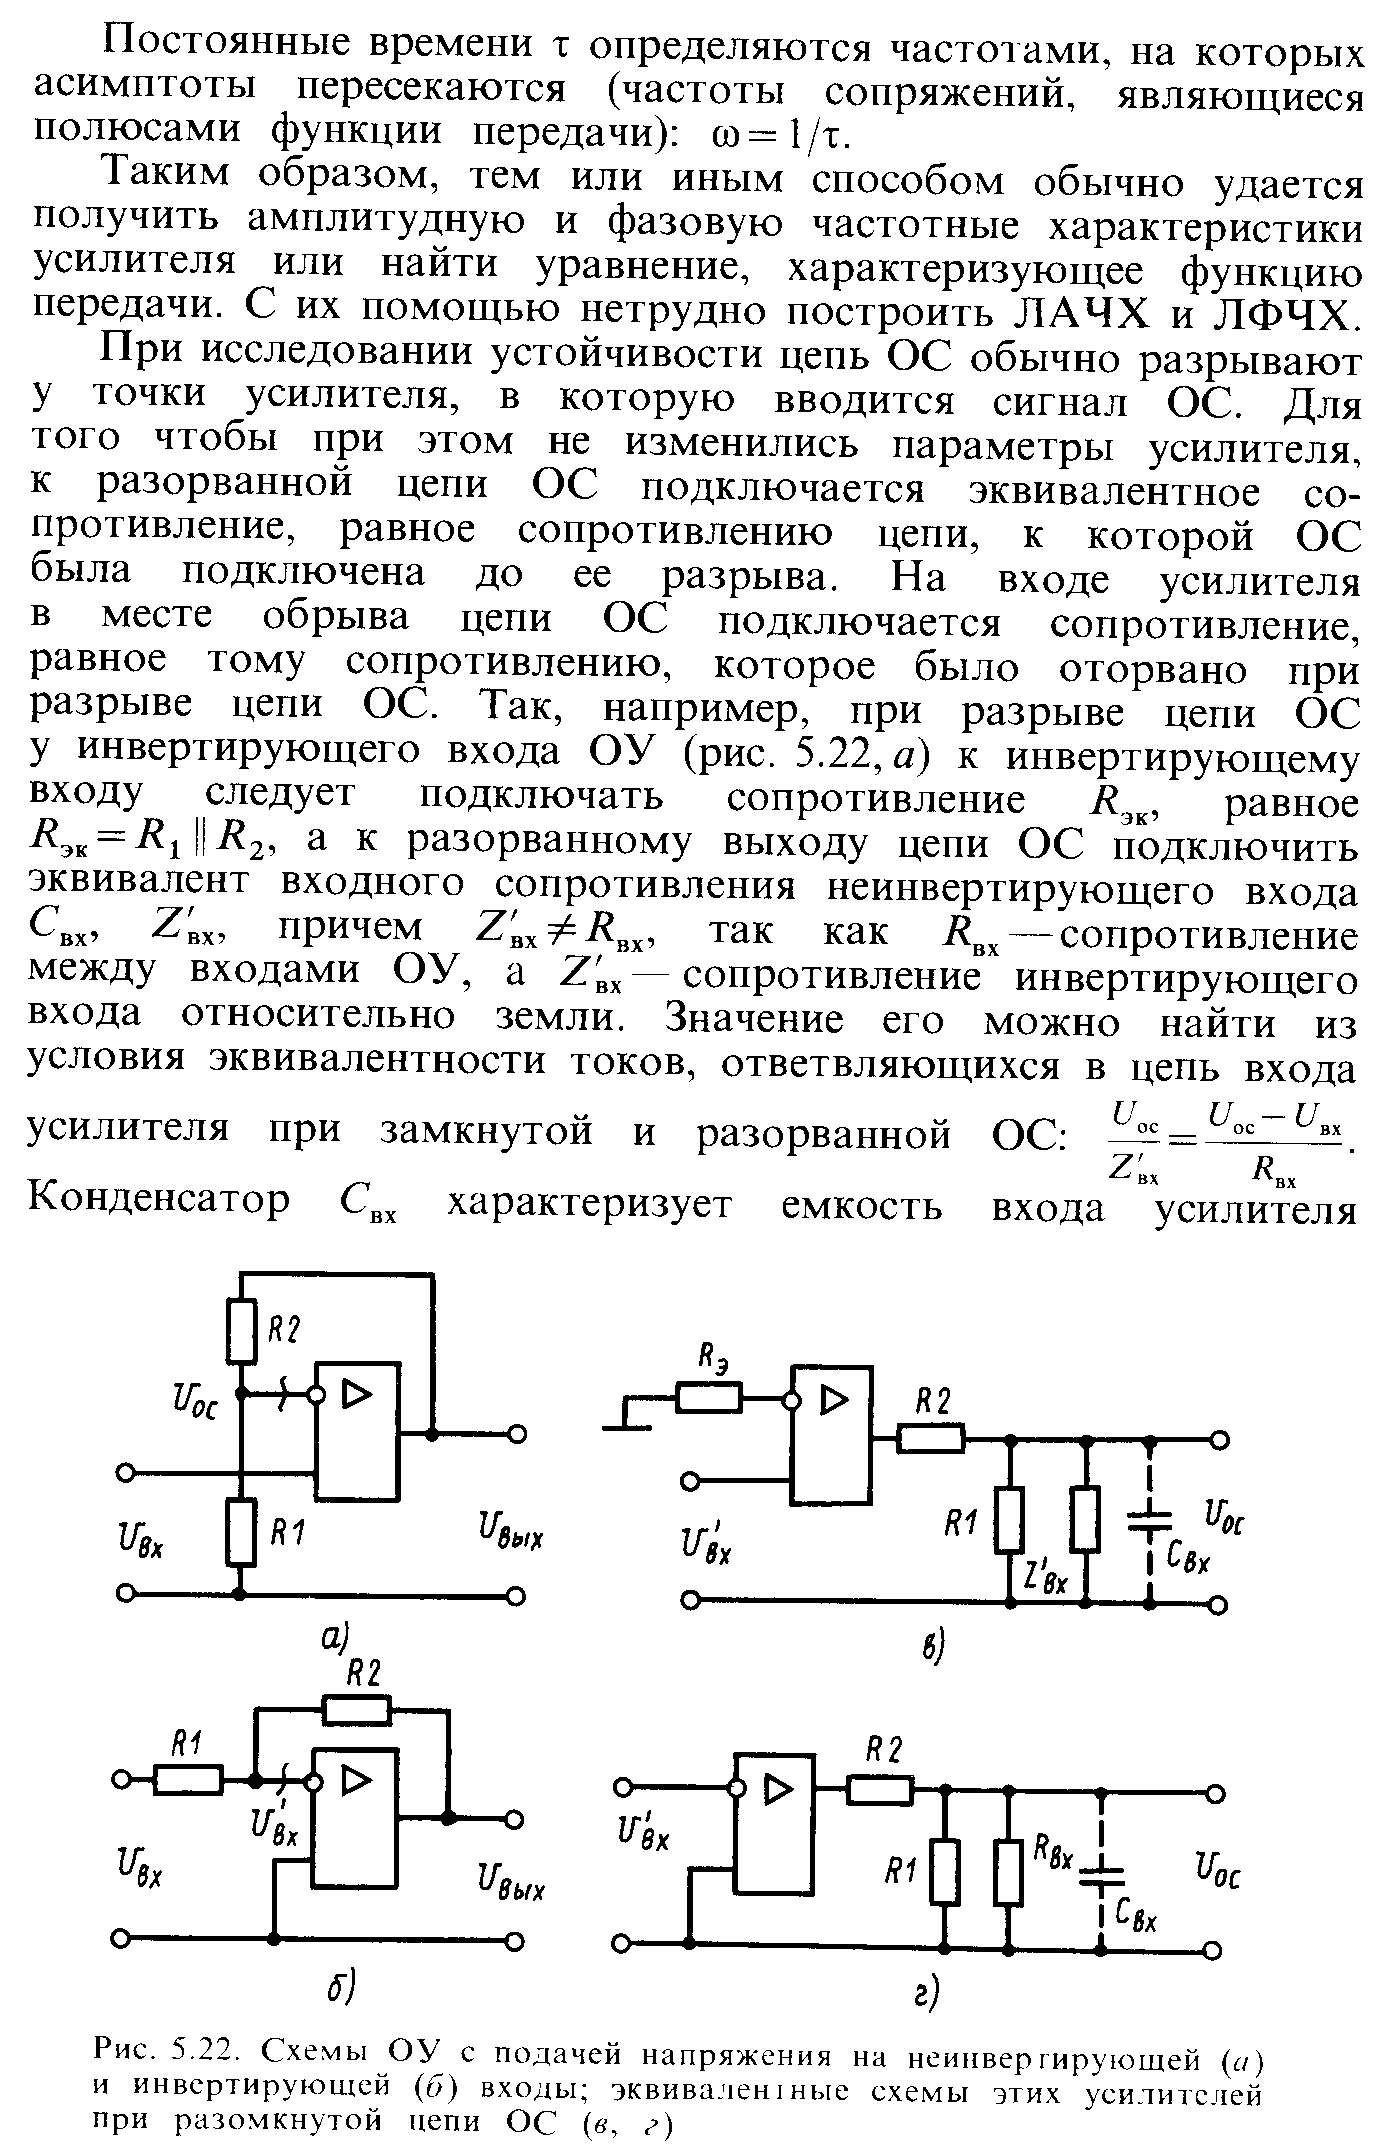 Постоянные времени τ определяются частотами, на которых
асимптоты пересекаются (частоты сопряжений, являющиеся
полюсами функции передачи): ω = 1/τ.
Таким образом, тем или иным способом обычно удается
получить амплитудную и фазовую частотные характеристики
усилителя или найти уравнение, характеризующее функцию
передачи. С их помощью нетрудно построить ЛАЧХ и ЛФЧХ.
При исследовании устойчивости цепь ОС обычно разрывают
у точки усилителя, в которую вводится сигнал ОС. Для
того чтобы при этом не изменились параметры усилителя,
к разорванной цепи ОС подключается эквивалентное со-
противление, равное сопротивлению цепи, к которой ОС
была подключена до ее разрыва. На входе усилителя
в месте обрыва цепи ОС подключается сопротивление,
равное тому сопротивлению, которое было оторвано при
разрыве цепи ОС. Так, например, при разрыве цепи ОС
у инвертирующего входа ОУ (рис. 5.22, а) к инвертирующему
входу следует подключать сопротивление Rэк, равное
Rэк = R1 || R2, а к разорванному выходу цепи ОС подключить
эквивалент входного сопротивления неинвертирующего входа
Cвх, Z'вх, причем Z'вх ≠ Rвх, так как Rвх — сопротивление
между входами ОУ, а Z'вх — сопротивление инвертирующего
входа относительно земли. Значение его можно найти из
условия эквивалентности токов, ответвляющихся в цепь входа
усилителя при замкнутой и разорванной ОС: Uос/Z'вх = (Uос − Uвх)/Rвх.
Конденсатор Cвх характеризует емкость входа усилителя
R2
Uос
Uвх
R1
Uвых
а)
Rэ
R2
U'вх
R1
Z'вх
Cвх
Uос
в)
R2
R1
U'вх
Uвх
Uвых
б)
R2
U'вх
R1
Rвх
Cвх
Uос
г)
Рис. 5.22. Схемы ОУ с подачей напряжения на неинвертирующей (а)
и инвертирующей (б) входы; эквивалентные схемы этих усилителей
при разомкнутой цепи ОС (в, г)